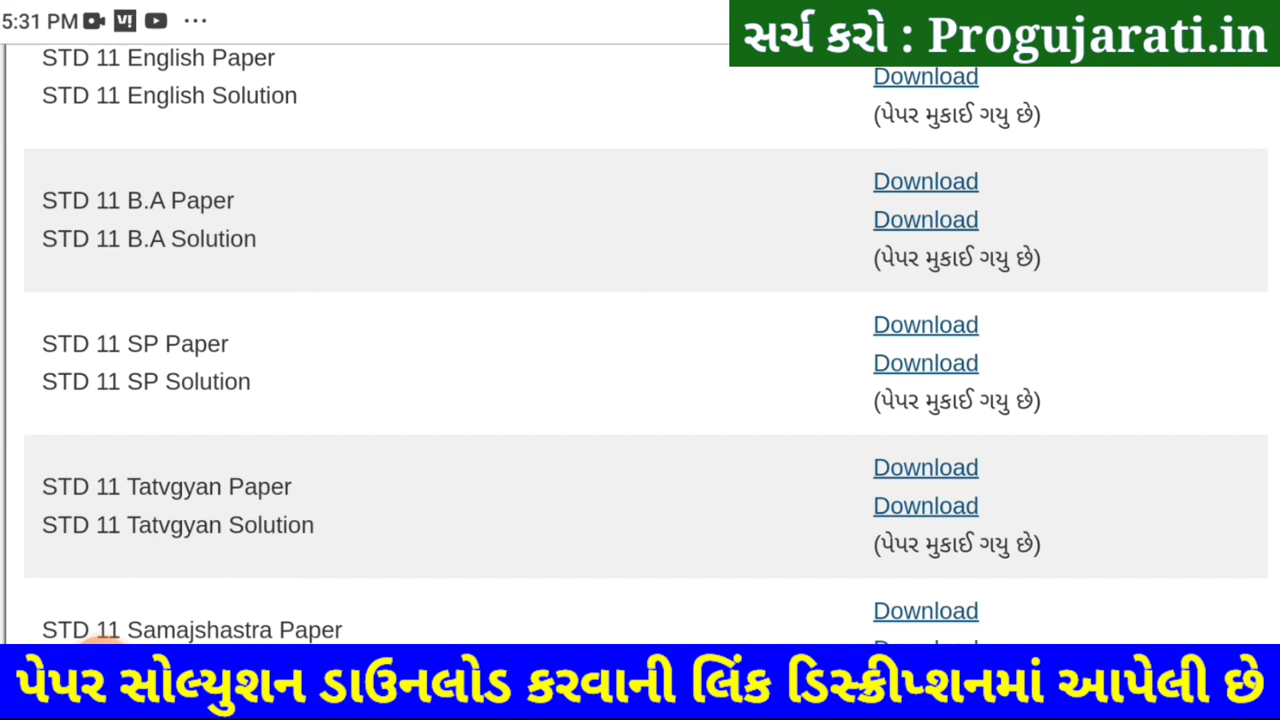 5:31 PM
સર્ચ કરો : Progujarati.in
STD 11 English Paper
Download
STD 11 English Solution
(પેપર મુકાઈ ગયુ છે)
Download
STD 11 B.A Paper
Download
STD 11 B.A Solution
(પેપર મુકાઈ ગયુ છે)
Download
STD 11 SP Paper
Download
STD 11 SP Solution
(પેપર મુકાઈ ગયુ છે)
Download
STD 11 Tatvgyan Paper
Download
STD 11 Tatvgyan Solution
(પેપર મુકાઈ ગયુ છે)
Download
STD 11 Samajshastra Paper
પેપર સોલ્યુશન ડાઉનલોડ કરવાની લિંક ડિસ્ક્રીપ્શનમાં આપેલી છે